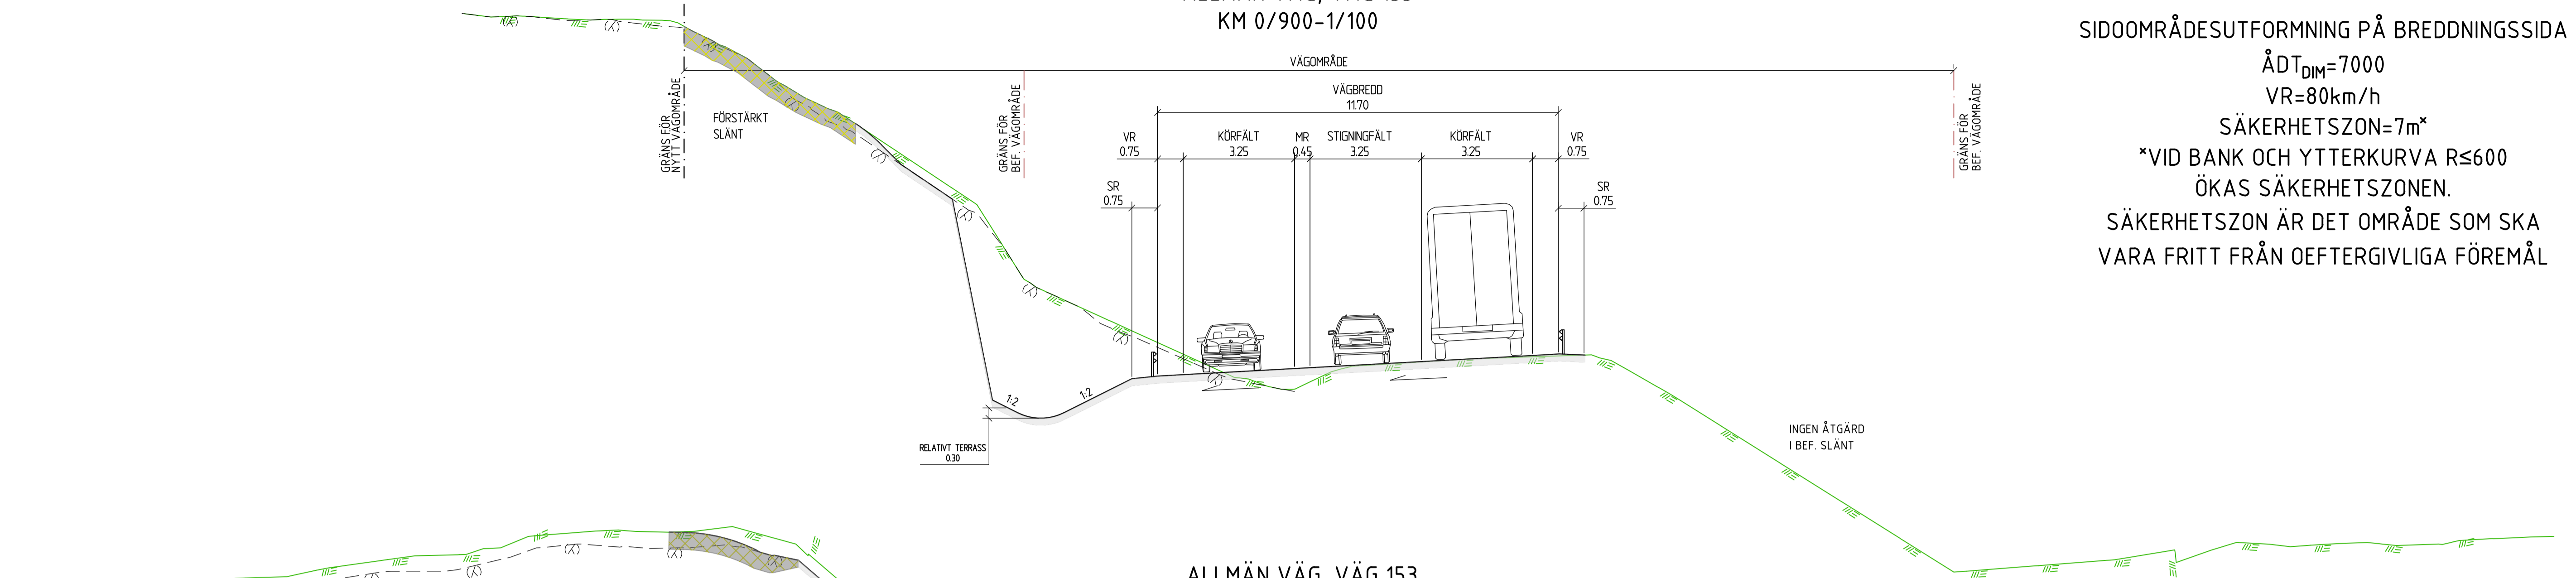 KM 0/900-1/100
SIDOOMRÅDESUTFORMNING PÅ BREDDNINGSSIDA
ÅDTDIM=7000
VR=80km/h
SÄKERHETSZON=7m*
*VID BANK OCH YTTERKURVA R≤600
ÖKAS SÄKERHETSZONEN.
SÄKERHETSZON ÄR DET OMRÅDE SOM SKA
VARA FRITT FRÅN OEFTERGIVLIGA FÖREMÅL
VÄGOMRÅDE
GRÄNS FÖR
NYTT VÄGOMRÅDE
FÖRSTÄRKT
SLÄNT
GRÄNS FÖR
BEF. VÄGOMRÅDE
VÄGBREDD
11.70
VR
0.75
KÖRFÄLT
3.25
MR
0.45
STIGNINGFÄLT
3.25
KÖRFÄLT
3.25
VR
0.75
SR
0.75
SR
0.75
GRÄNS FÖR
BEF. VÄGOMRÅDE
1:2
1:2
RELATIVT TERRASS
0.30
INGEN ÅTGÄRD
I BEF. SLÄNT
ALLMÄN VÄG, VÄG 153